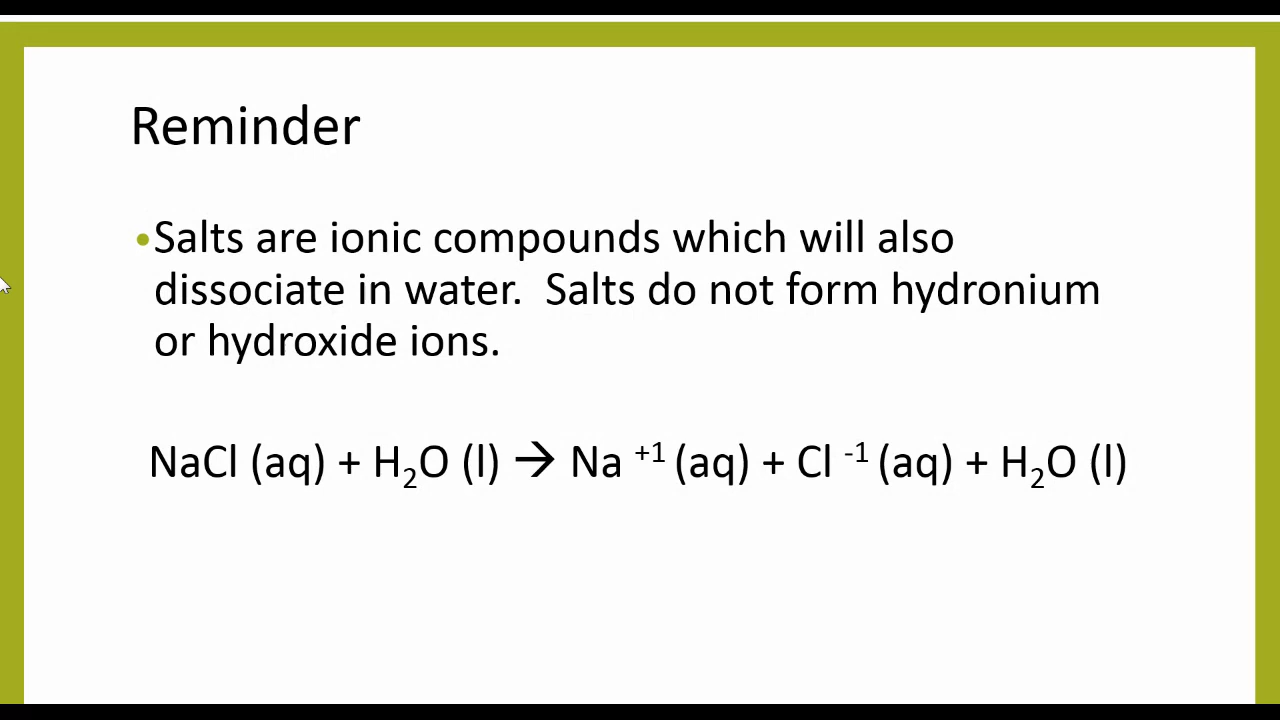 Reminder
•Salts are ionic compounds which will also
dissociate in water.  Salts do not form hydronium
or hydroxide ions.
NaCl (aq) + H₂O (l) → Na ⁺¹ (aq) + Cl ⁻¹ (aq) + H₂O (l)